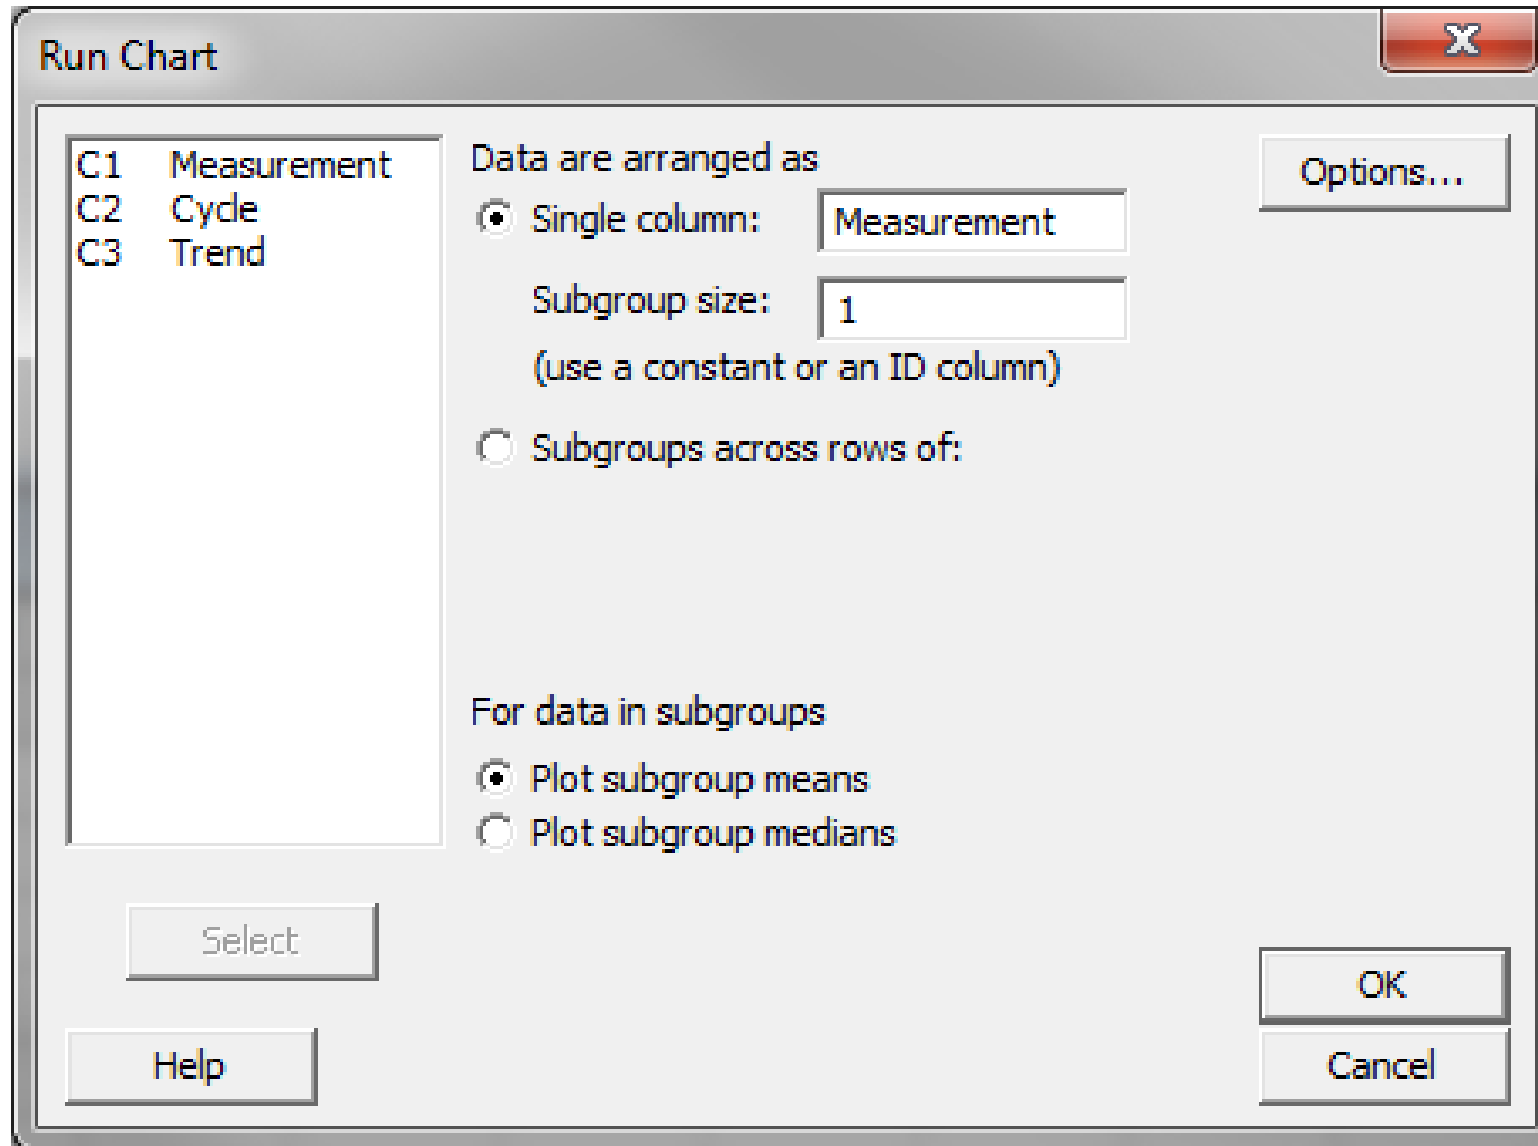 Run Chart
C1 Measurement
C2 Cycle
C3 Trend
Data are arranged as
Single column: Measurement
Subgroup size: 1
(use a constant or an ID column)
Subgroups across rows of:
For data in subgroups
Plot subgroup means
Plot subgroup medians
Options...
Select
Help
OK
Cancel